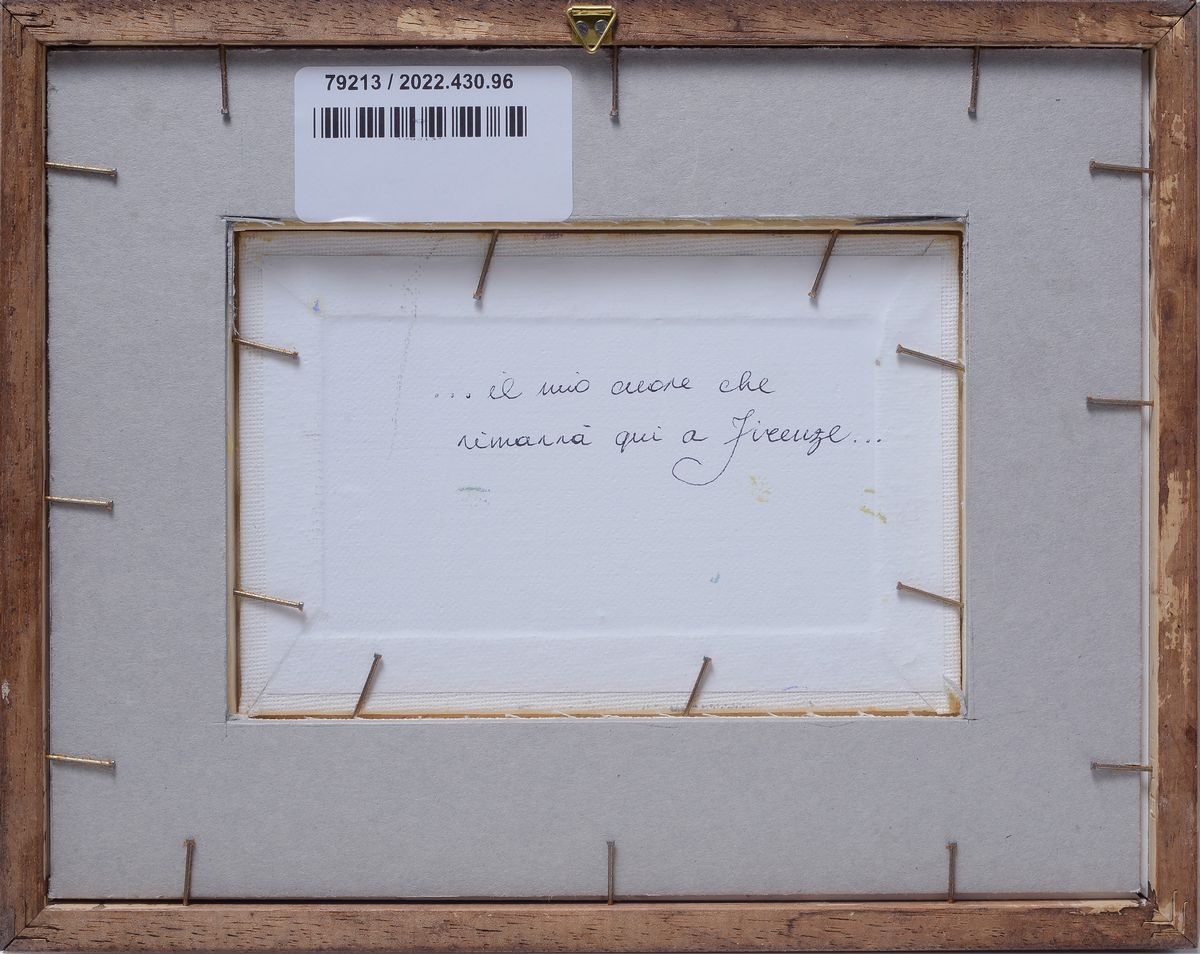 79213 / 2022.430.96
... il mio cuore che
rimarrà qui a Firenze...